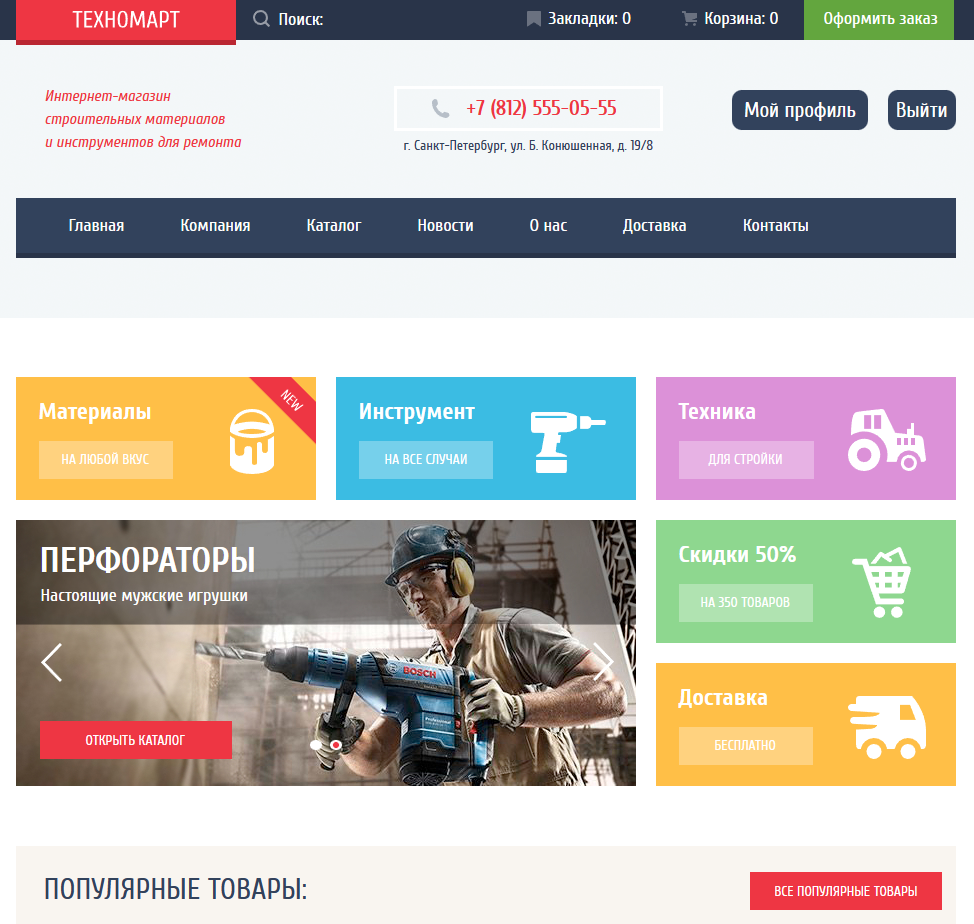 ТЕХНОМАРТ
Поиск:
Закладки: 0
Корзина: 0
Оформить заказ
Интернет-магазин
строительных материалов
и инструментов для ремонта
+7 (812) 555-05-55
г. Санкт-Петербург, ул. Б. Конюшенная, д. 19/8
Мой профиль
Выйти
Главная
Компания
Каталог
Новости
О нас
Доставка
Контакты
Материалы
НА ЛЮБОЙ ВКУС
NEW
Инструмент
НА ВСЕ СЛУЧАИ
Техника
ДЛЯ СТРОЙКИ
ПЕРФОРАТОРЫ
Настоящие мужские игрушки
BOSCH
Professional
ОТКРЫТЬ КАТАЛОГ
Скидки 50%
НА 350 ТОВАРОВ
Доставка
БЕСПЛАТНО
ПОПУЛЯРНЫЕ ТОВАРЫ:
ВСЕ ПОПУЛЯРНЫЕ ТОВАРЫ